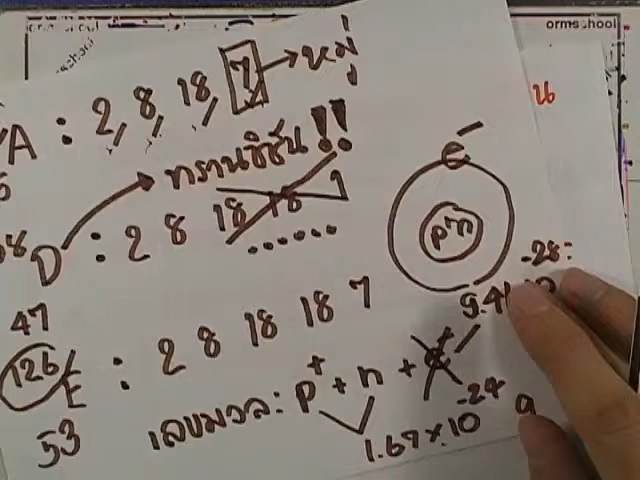 ormschool
A : 2, 8, 18, 7 → หมู่
ทรานซิชัน !!
D : 2 8 18 18 1
......
e⁻
p⁺ n
47
126 E : 2 8 18 18 7
53
เลขมวล : p⁺ + n + e
1.67 × 10⁻²⁴ g
-28